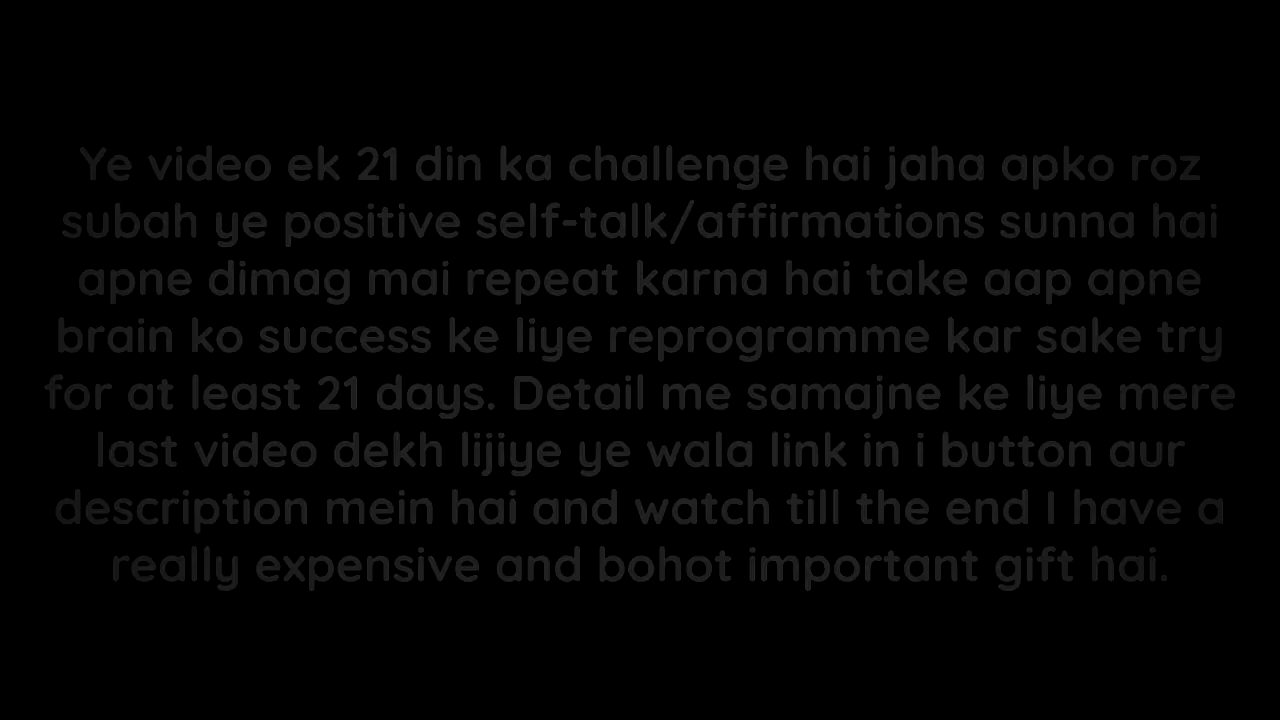 Ye video ek 21 din ka challenge hai jaha apko roz
subah ye positive self-talk/affirmations sunna hai
apne dimag mai repeat karna hai take aap apne
brain ko success ke liye reprogramme kar sake try
for at least 21 days. Detail me samajne ke liye mere
last video dekh lijiye ye wala link in i button aur
description mein hai and watch till the end I have a
really expensive and bohot important gift hai.